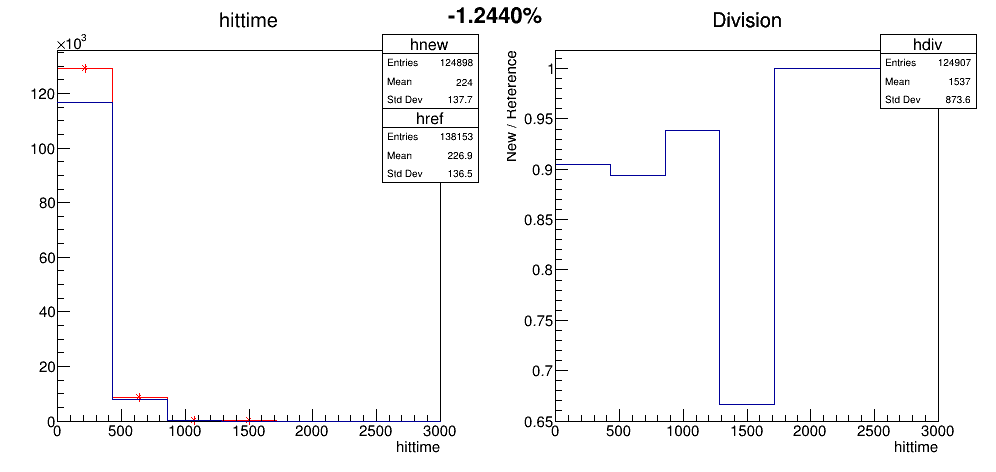 -1.2440%
hittime
×10³
hnew
Entries 124898
Mean 224
Std Dev 137.7
href
Entries 138153
Mean 226.9
Std Dev 136.5
120
100
80
60
40
20
0
0 500 1000 1500 2000 2500 3000
hittime
Division
hdiv
Entries 124907
Mean 1537
Std Dev 873.6
New / Reference
1
0.95
0.9
0.85
0.8
0.75
0.7
0.65
0 500 1000 1500 2000 2500 3000
hittime